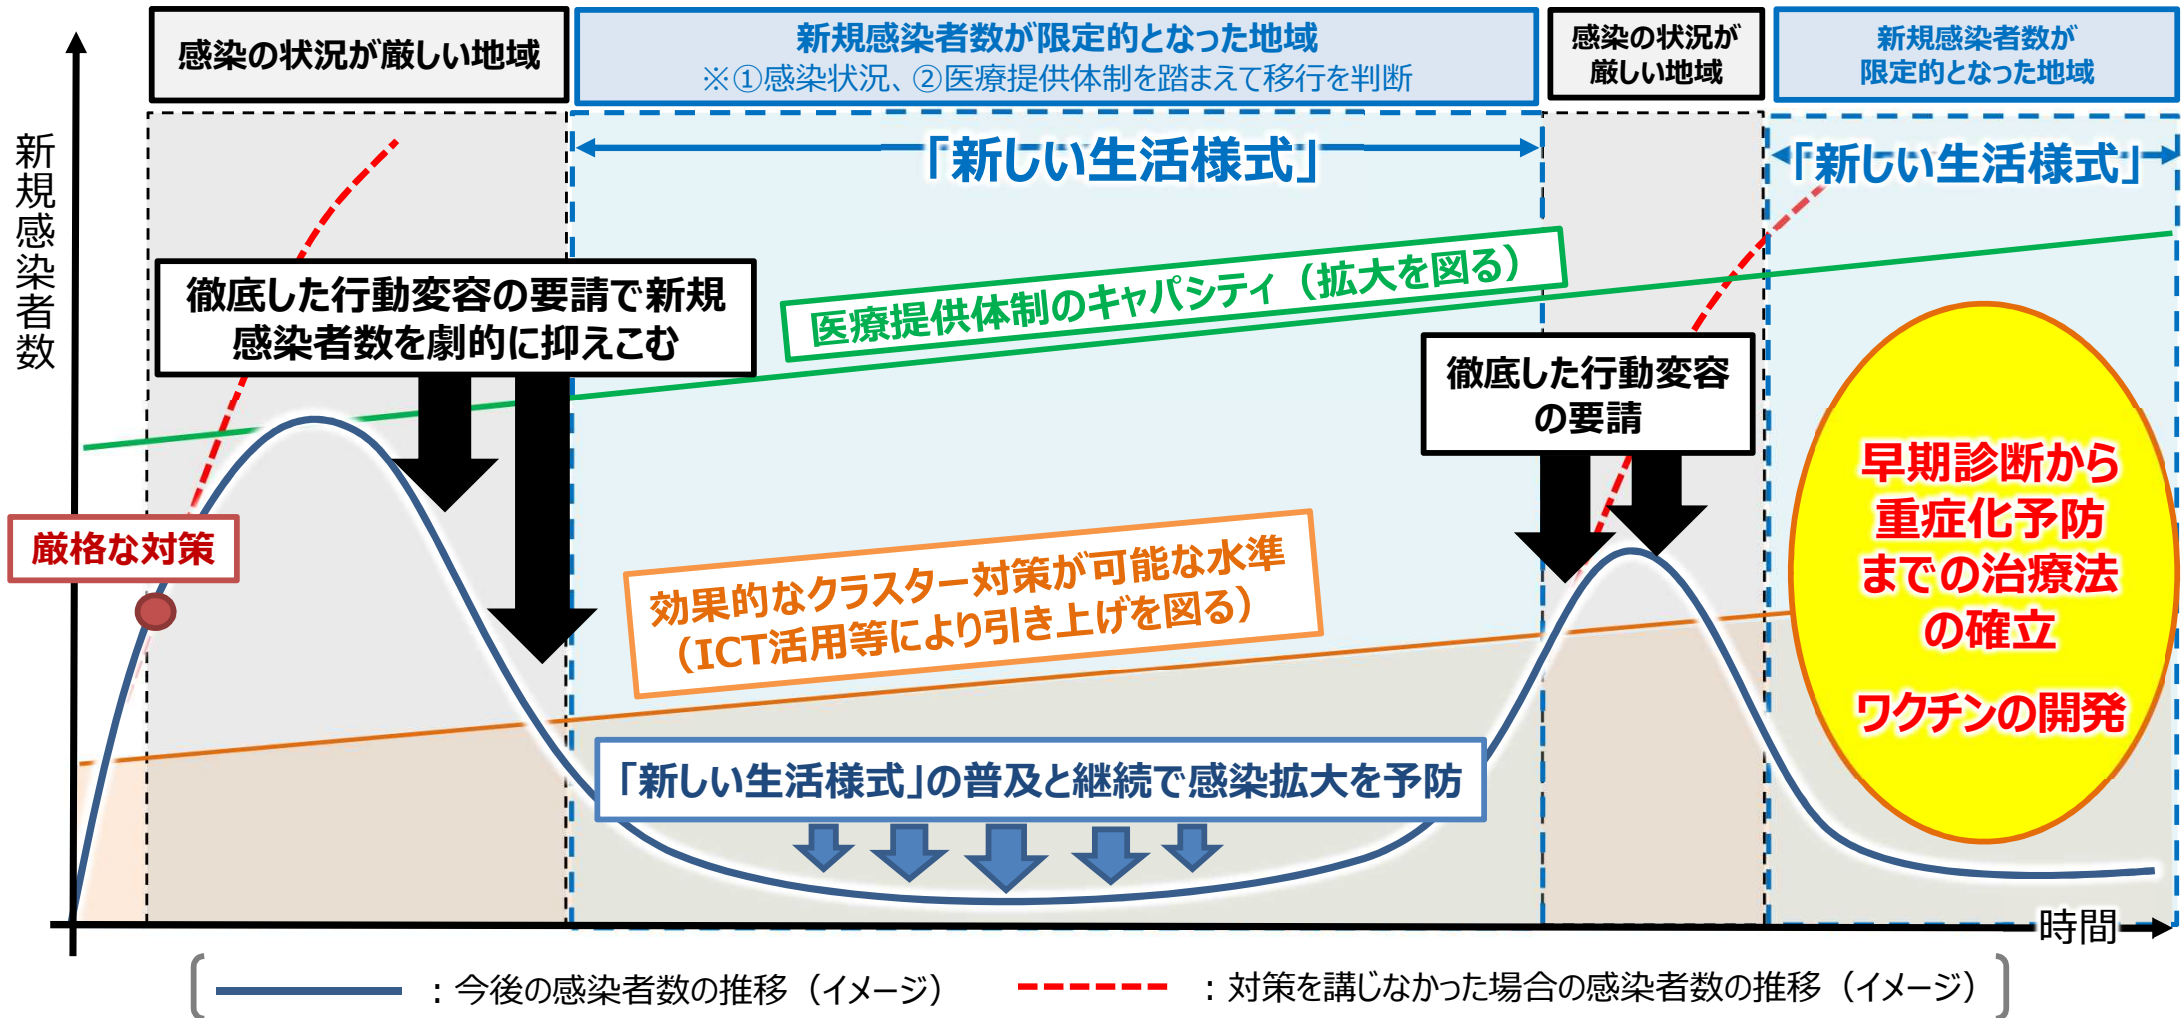 感染の状況が厳しい地域
新規感染者数が限定的となった地域
※①感染状況、②医療提供体制を踏まえて移行を判断
感染の状況が
厳しい地域
新規感染者数が
限定的となった地域
新規感染者数
「新しい生活様式」
「新しい生活様式」
徹底した行動変容の要請で新規
感染者数を劇的に抑えこむ
医療提供体制のキャパシティ（拡大を図る）
徹底した行動変容
の要請
厳格な対策
効果的なクラスター対策が可能な水準
（ICT活用等により引き上げを図る）
早期診断から
重症化予防
までの治療法
の確立
ワクチンの開発
「新しい生活様式」の普及と継続で感染拡大を予防
時間
：今後の感染者数の推移（イメージ）
：対策を講じなかった場合の感染者数の推移（イメージ）